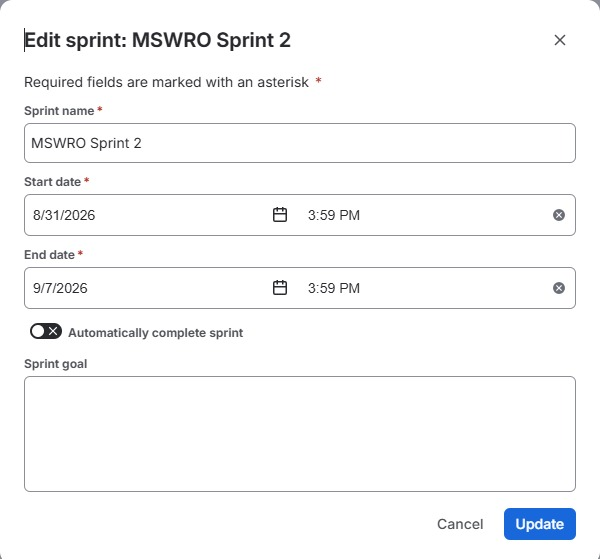 Edit sprint: MSWRO Sprint 2
Required fields are marked with an asterisk *
Sprint name *
MSWRO Sprint 2
Start date *
8/31/2026 3:59 PM
End date *
9/7/2026 3:59 PM
Automatically complete sprint
Sprint goal
Cancel Update